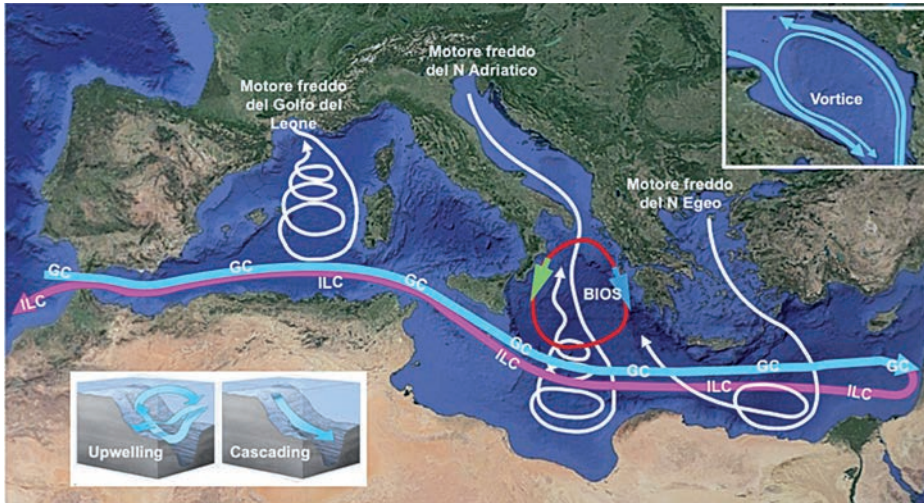 Motore freddo
del N Adriatico
Motore freddo
del Golfo del
Leone
Vortice
Motore freddo
del N Egeo
GC
GC
ILC
GC
BIOS
ILC
GC
ILC
GC
GC
GC
ILC
ILC
Upwelling
Cascading